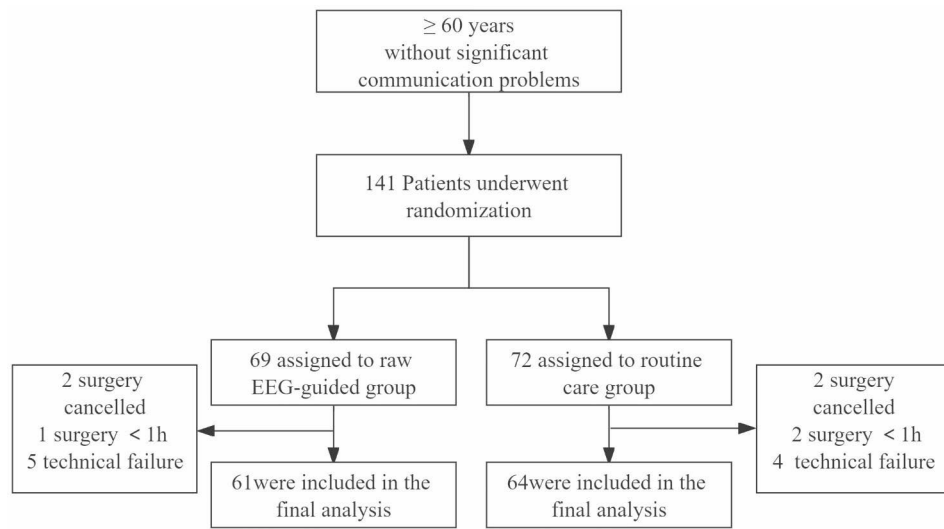 ≥ 60 years
without significant
communication problems
141 Patients underwent
randomization
69 assigned to raw
EEG-guided group
72 assigned to routine
care group
2 surgery
cancelled
1 surgery < 1h
5 technical failure
2 surgery
cancelled
2 surgery < 1h
4 technical failure
61were included in the
final analysis
64were included in the
final analysis